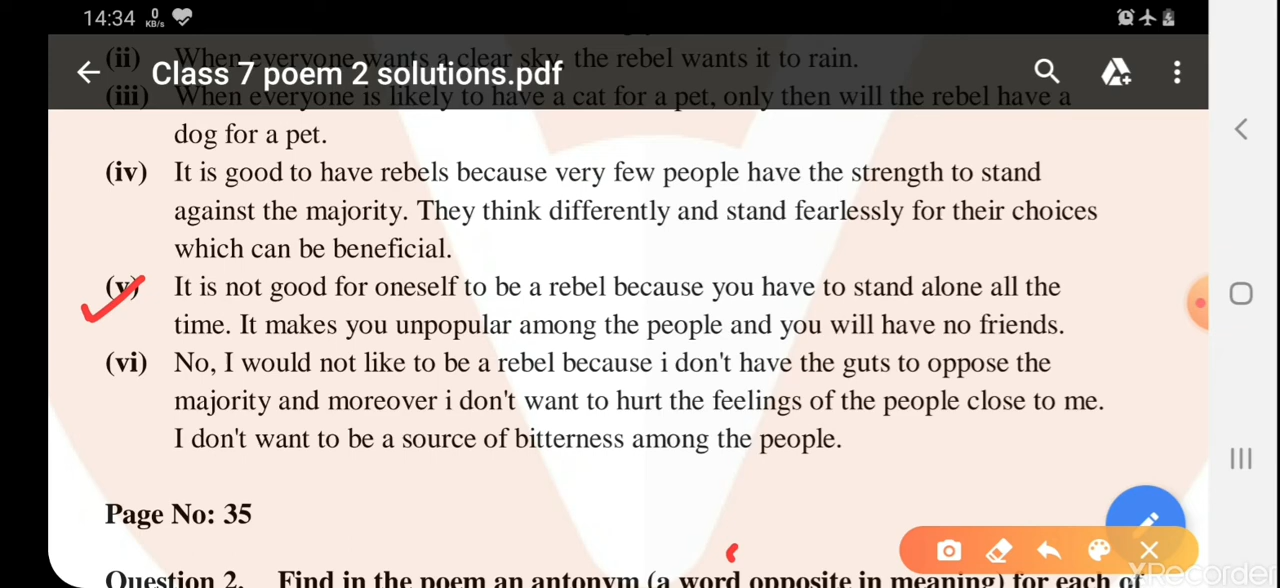 14:34 0 KB/s
(ii) When everyone wants a clear sky, the rebel wants it to rain.
Class 7 poem 2 solutions.pdf
(iii) When everyone is likely to have a cat for a pet, only then will the rebel have a
dog for a pet.
(iv) It is good to have rebels because very few people have the strength to stand
against the majority. They think differently and stand fearlessly for their choices
which can be beneficial.
(v) It is not good for oneself to be a rebel because you have to stand alone all the
time. It makes you unpopular among the people and you will have no friends.
(vi) No, I would not like to be a rebel because i don't have the guts to oppose the
majority and moreover i don't want to hurt the feelings of the people close to me.
I don't want to be a source of bitterness among the people.
Page No: 35
Question 2. Find in the poem an antonym (a word opposite in meaning) for each of
XRecorder